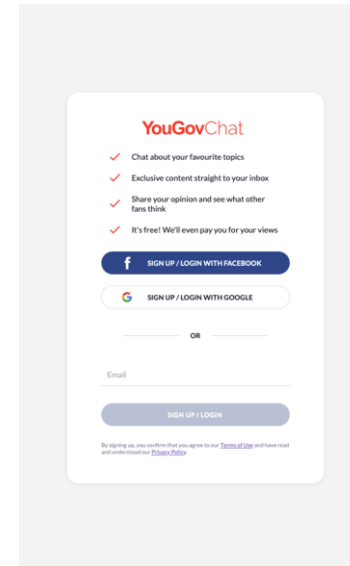 YouGovChat
Chat about your favourite topics
Exclusive content straight to your inbox
Share your opinion and see what other
fans think
It's free! We'll even pay you for your views
f SIGN UP / LOGIN WITH FACEBOOK
G SIGN UP / LOGIN WITH GOOGLE
OR
Email
SIGN UP / LOGIN
By signing up, you confirm that you agree to our Terms of Use and have read
and understood our Privacy Policy.